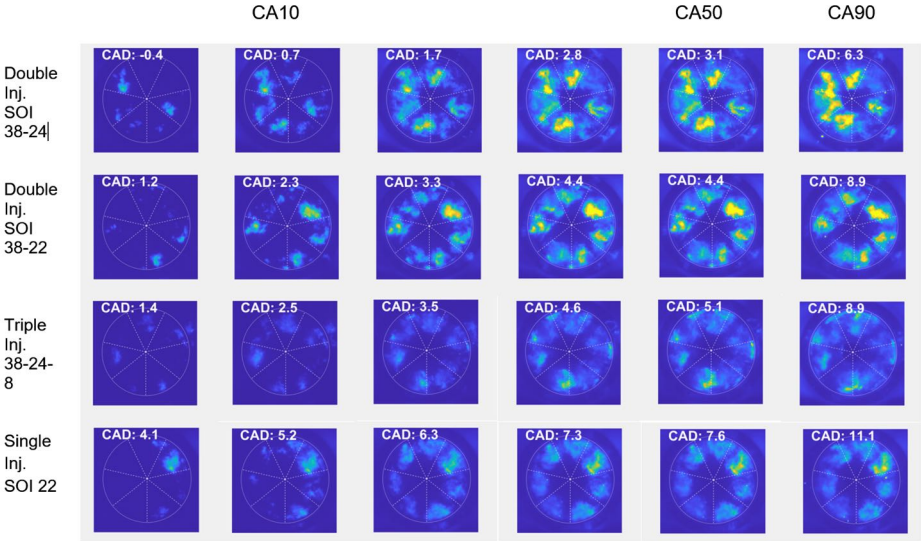 CA10 CA50 CA90
Double
Inj.
SOI
38-24
CAD: -0.4 CAD: 0.7 CAD: 1.7 CAD: 2.8 CAD: 3.1 CAD: 6.3
Double
Inj.
SOI
38-22
CAD: 1.2 CAD: 2.3 CAD: 3.3 CAD: 4.4 CAD: 4.4 CAD: 8.9
Triple
Inj.
38-24-
8
CAD: 1.4 CAD: 2.5 CAD: 3.5 CAD: 4.6 CAD: 5.1 CAD: 8.9
Single
Inj.
SOI 22
CAD: 4.1 CAD: 5.2 CAD: 6.3 CAD: 7.3 CAD: 7.6 CAD: 11.1